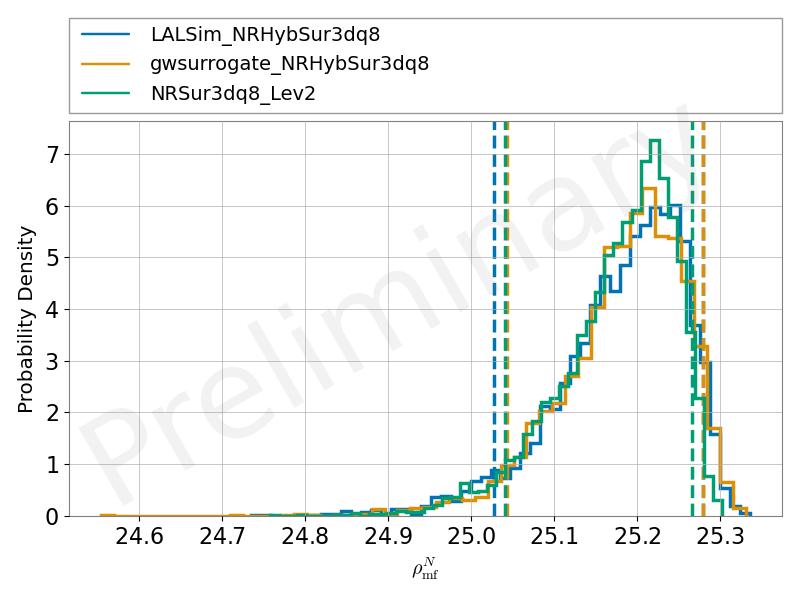 LALSim_NRHybSur3dq8
gwsurrogate_NRHybSur3dq8
NRSur3dq8_Lev2
Preliminary
Probability Density
7
6
5
4
3
2
1
0
24.6 24.7 24.8 24.9 25.0 25.1 25.2 25.3
ρ^N_mf